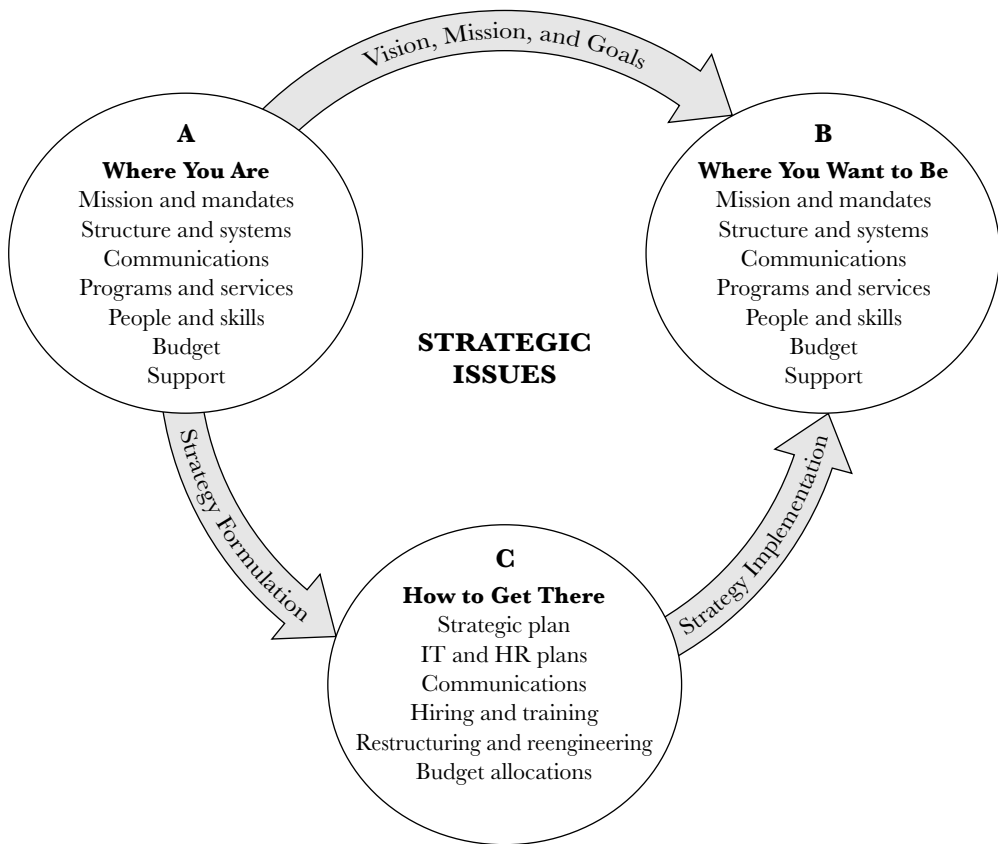 Vision, Mission, and Goals
A
Where You Are
Mission and mandates
Structure and systems
Communications
Programs and services
People and skills
Budget
Support
B
Where You Want to Be
Mission and mandates
Structure and systems
Communications
Programs and services
People and skills
Budget
Support
STRATEGIC
ISSUES
Strategy Formulation
Strategy Implementation
C
How to Get There
Strategic plan
IT and HR plans
Communications
Hiring and training
Restructuring and reengineering
Budget allocations